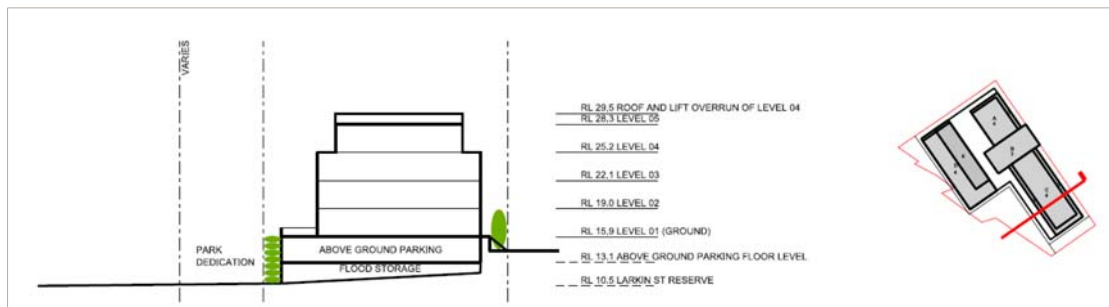 VARIES
RL 29,5 ROOF AND LIFT OVERRUN OF LEVEL 04
RL 28,3 LEVEL 05
RL 25.2 LEVEL 04
RL 22,1 LEVEL 03
RL 19.0 LEVEL 02
RL 15,9 LEVEL 01 (GROUND)
PARK
DEDICATION
ABOVE GROUND PARKING
FLOOD STORAGE
RL 13,1 ABOVE GROUND PARKING FLOOR LEVEL
RL 10.5 LARKIN ST RESERVE